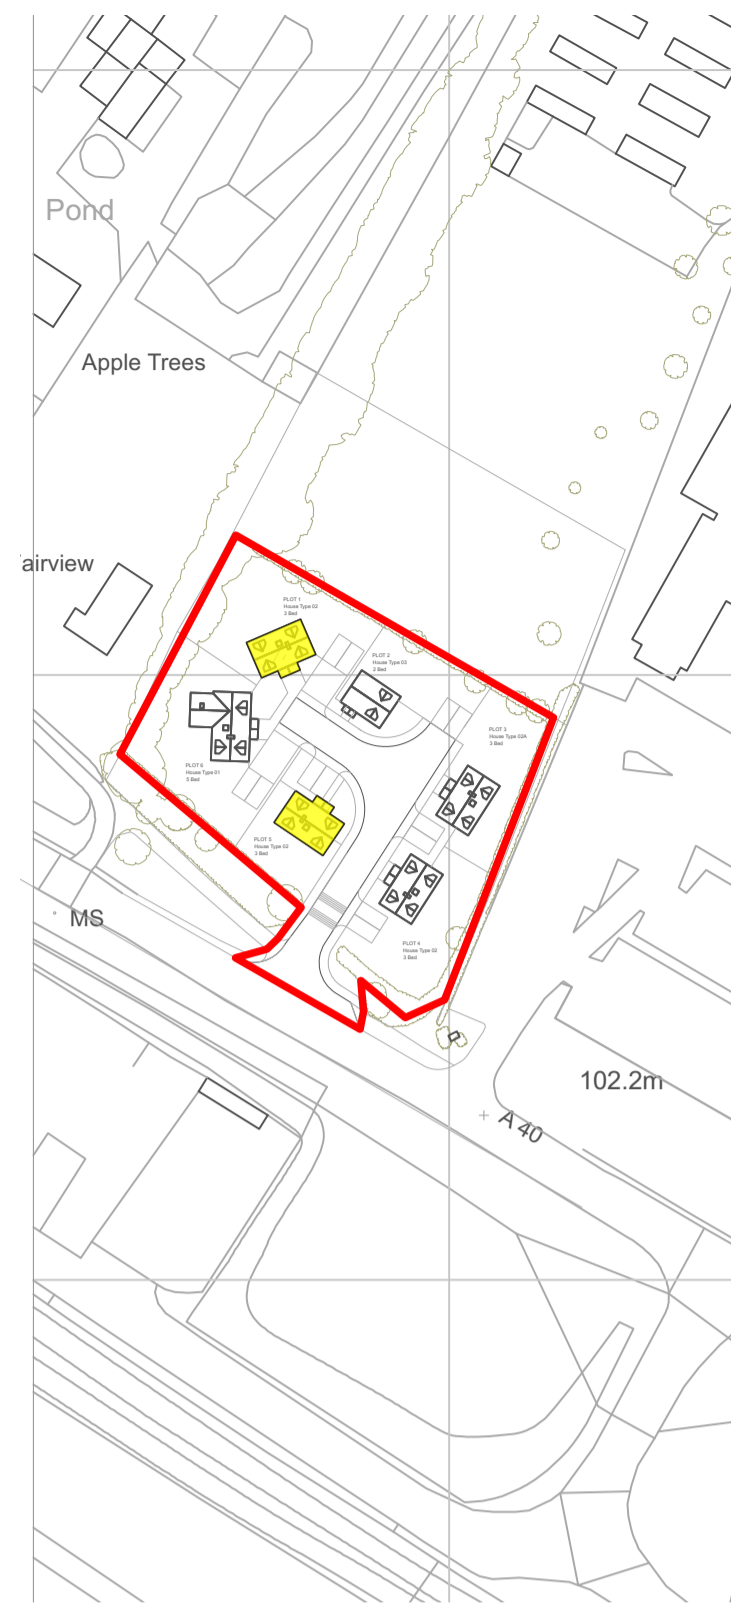 Pond
Apple Trees
airview
PLOT 1
House Type 02
3 Bed
PLOT 2
House Type 03
2 Bed
PLOT 3
House Type 02A
3 Bed
PLOT 6
House Type 01
5 Bed
PLOT 5
House Type 02
3 Bed
MS
PLOT 4
House Type 02
3 Bed
102.2m
A 40